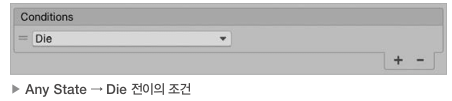 Conditions
Die
▶ Any State → Die 전이의 조건